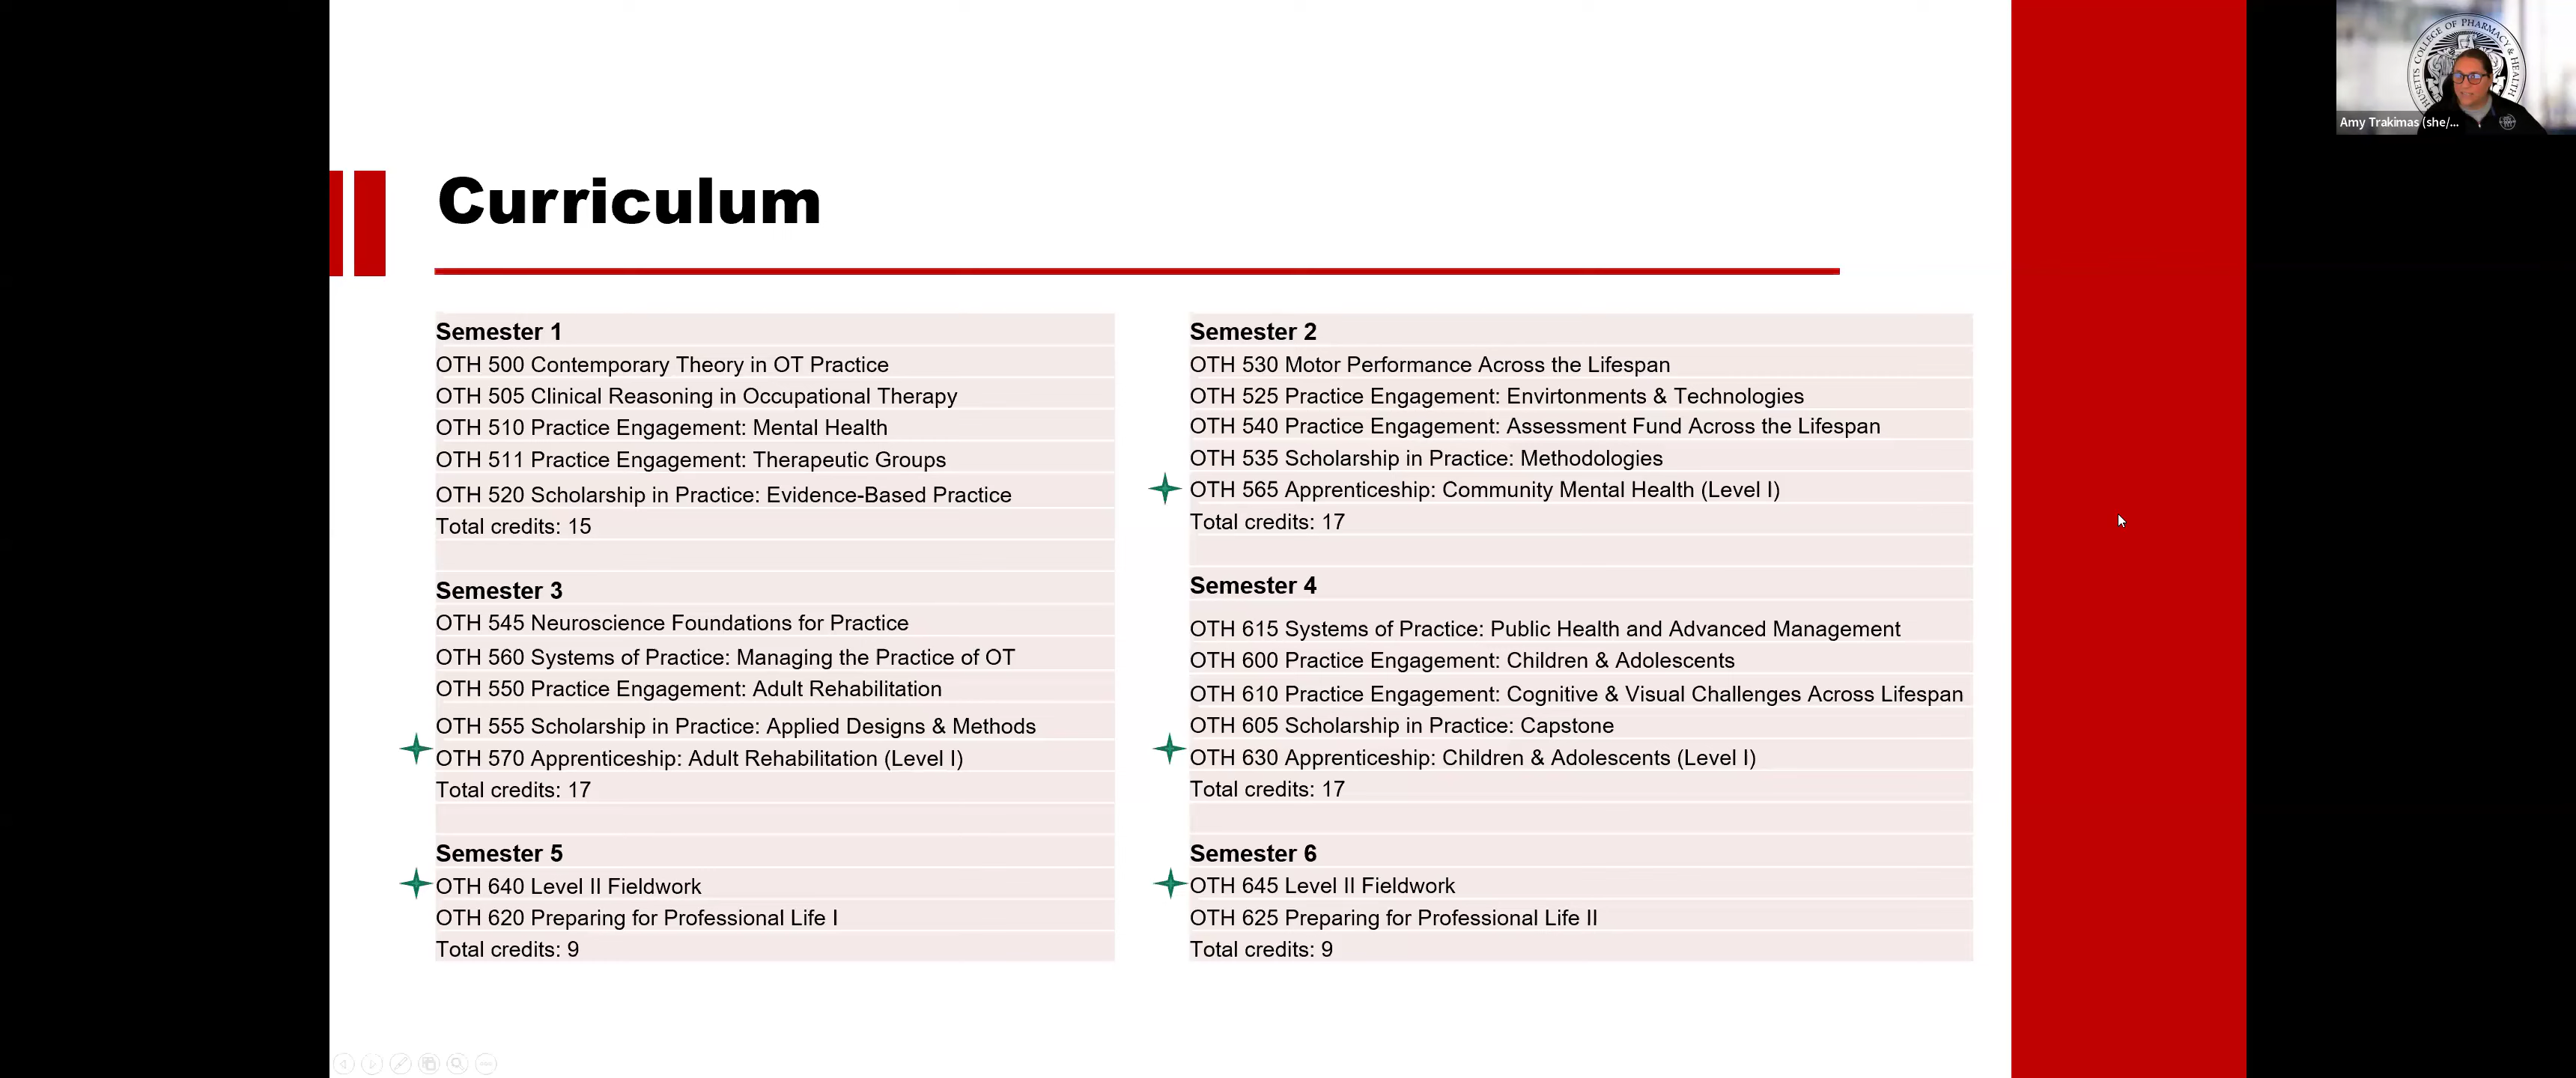 Curriculum
Semester 1
OTH 500 Contemporary Theory in OT Practice
OTH 505 Clinical Reasoning in Occupational Therapy
OTH 510 Practice Engagement: Mental Health
OTH 511 Practice Engagement: Therapeutic Groups
OTH 520 Scholarship in Practice: Evidence-Based Practice
Total credits: 15
Semester 2
OTH 530 Motor Performance Across the Lifespan
OTH 525 Practice Engagement: Envirtonments & Technologies
OTH 540 Practice Engagement: Assessment Fund Across the Lifespan
OTH 535 Scholarship in Practice: Methodologies
OTH 565 Apprenticeship: Community Mental Health (Level I)
Total credits: 17
Semester 3
OTH 545 Neuroscience Foundations for Practice
OTH 560 Systems of Practice: Managing the Practice of OT
OTH 550 Practice Engagement: Adult Rehabilitation
OTH 555 Scholarship in Practice: Applied Designs & Methods
OTH 570 Apprenticeship: Adult Rehabilitation (Level I)
Total credits: 17
Semester 4
OTH 615 Systems of Practice: Public Health and Advanced Management
OTH 600 Practice Engagement: Children & Adolescents
OTH 610 Practice Engagement: Cognitive & Visual Challenges Across Lifespan
OTH 605 Scholarship in Practice: Capstone
OTH 630 Apprenticeship: Children & Adolescents (Level I)
Total credits: 17
Semester 5
OTH 640 Level II Fieldwork
OTH 620 Preparing for Professional Life I
Total credits: 9
Semester 6
OTH 645 Level II Fieldwork
OTH 625 Preparing for Professional Life II
Total credits: 9
HUSETTS COLLEGE OF PHARMACY & HEALTH
Amy Trakimas (she/...